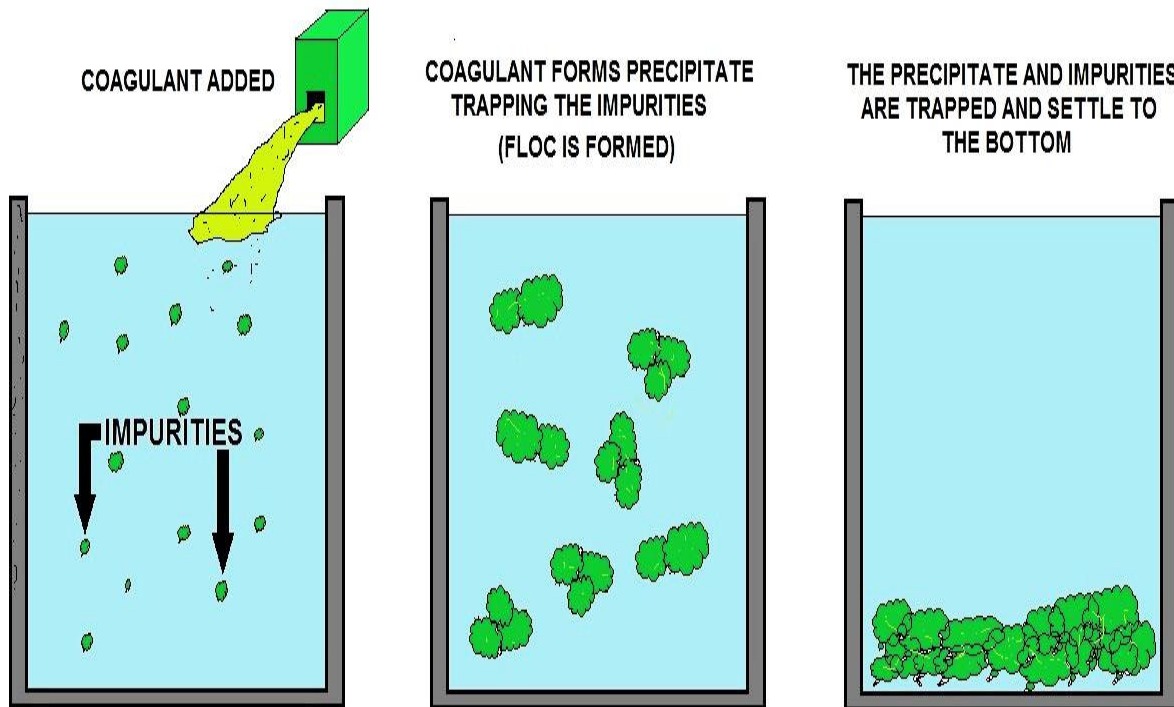 COAGULANT ADDED
IMPURITIES
COAGULANT FORMS PRECIPITATE
TRAPPING THE IMPURITIES
(FLOC IS FORMED)
THE PRECIPITATE AND IMPURITIES
ARE TRAPPED AND SETTLE TO
THE BOTTOM